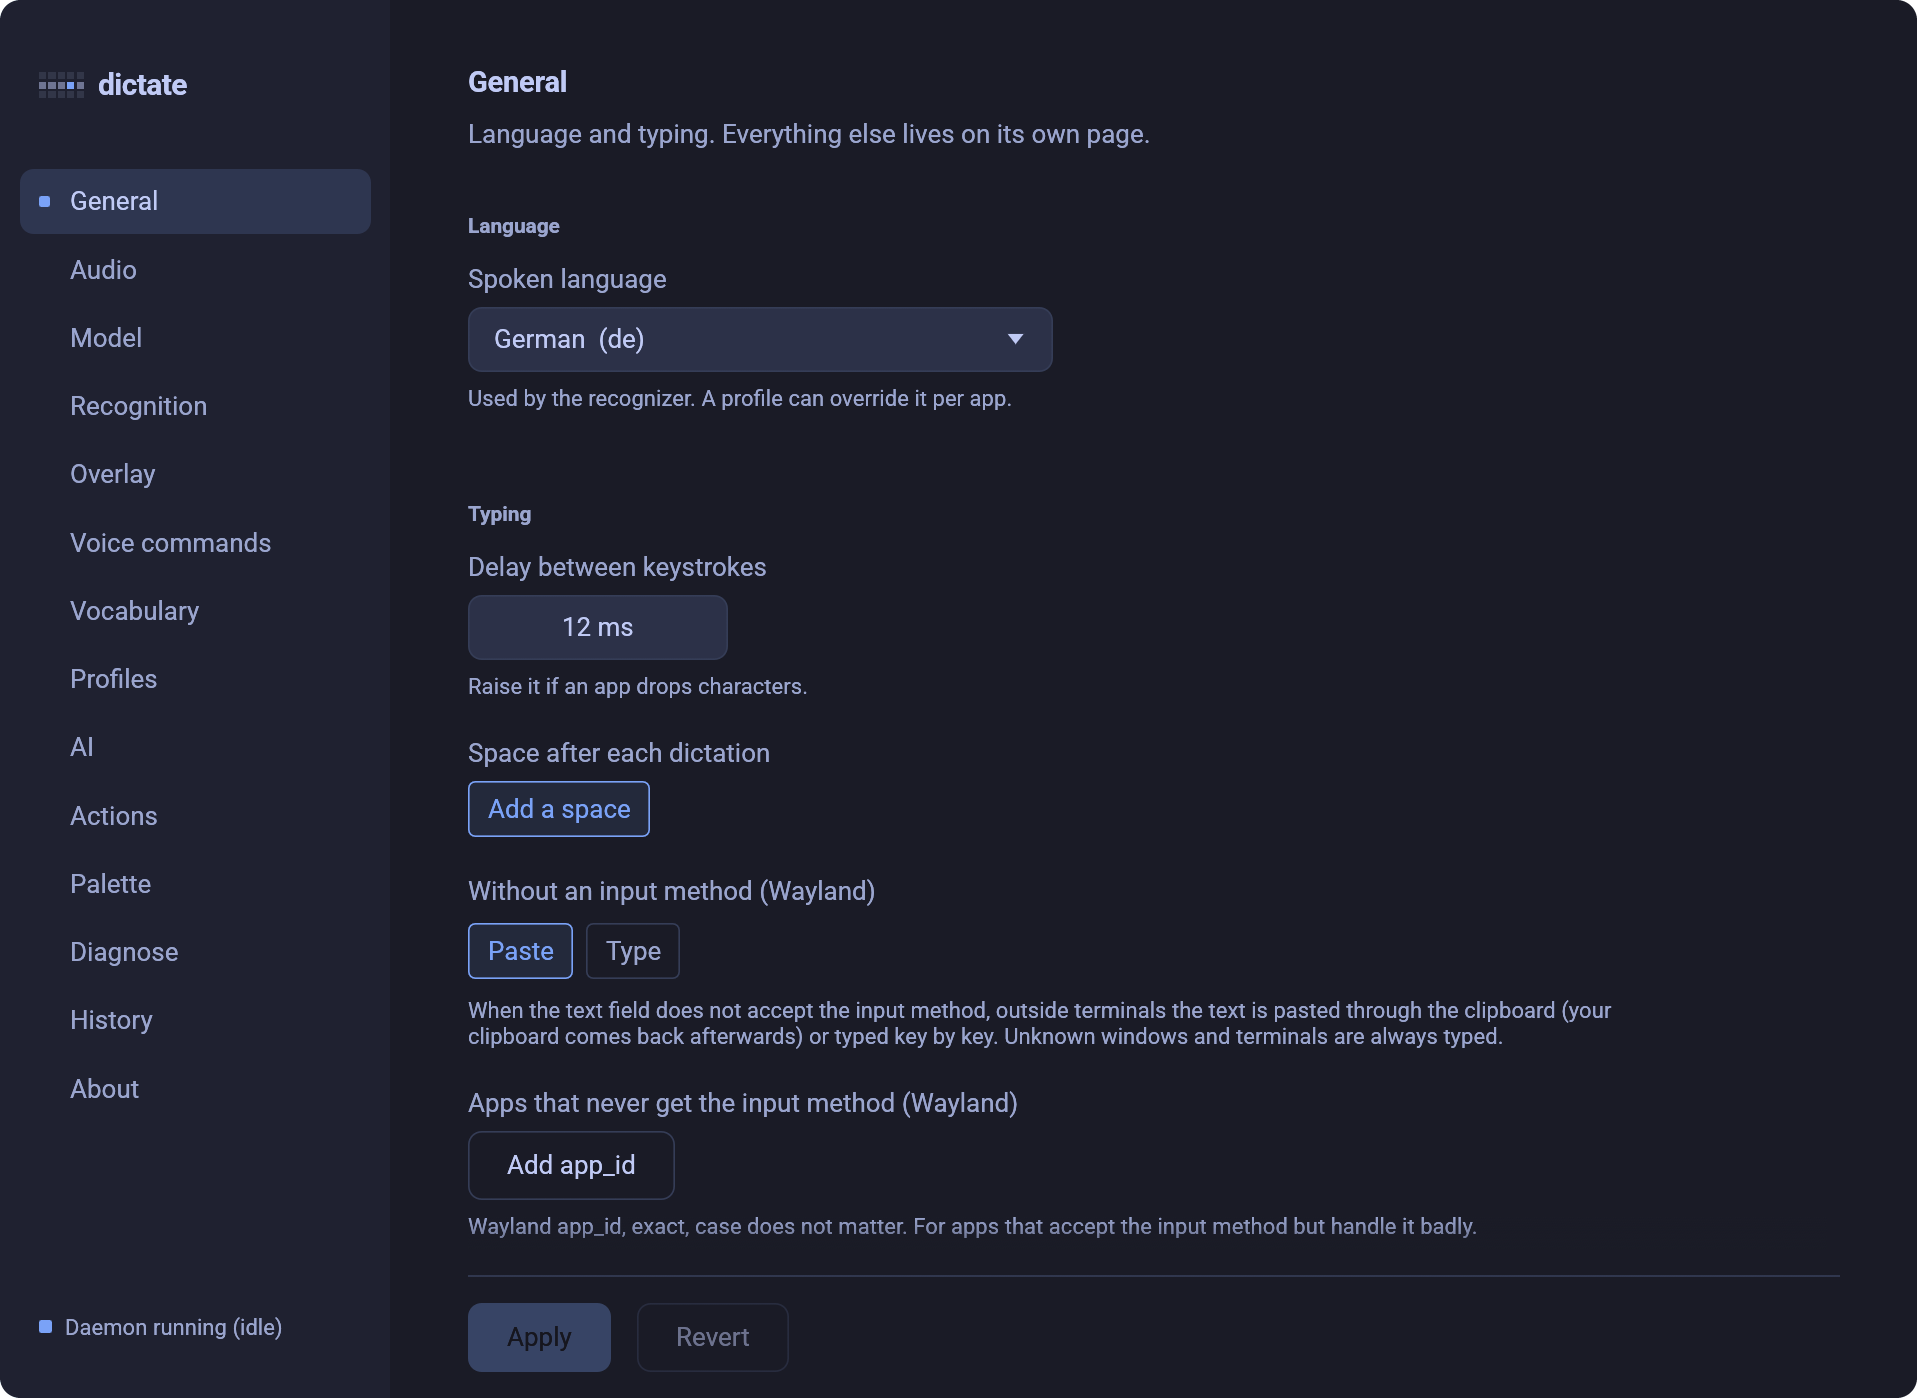 dictate
General
Audio
Model
Recognition
Overlay
Voice commands
Vocabulary
Profiles
AI
Actions
Palette
Diagnose
History
About
Daemon running (idle)
General
Language and typing. Everything else lives on its own page.
Language
Spoken language
German (de)
Used by the recognizer. A profile can override it per app.
Typing
Delay between keystrokes
12 ms
Raise it if an app drops characters.
Space after each dictation
Add a space
Without an input method (Wayland)
Paste Type
When the text field does not accept the input method, outside terminals the text is pasted through the clipboard (your
clipboard comes back afterwards) or typed key by key. Unknown windows and terminals are always typed.
Apps that never get the input method (Wayland)
Add app_id
Wayland app_id, exact, case does not matter. For apps that accept the input method but handle it badly.
Apply Revert